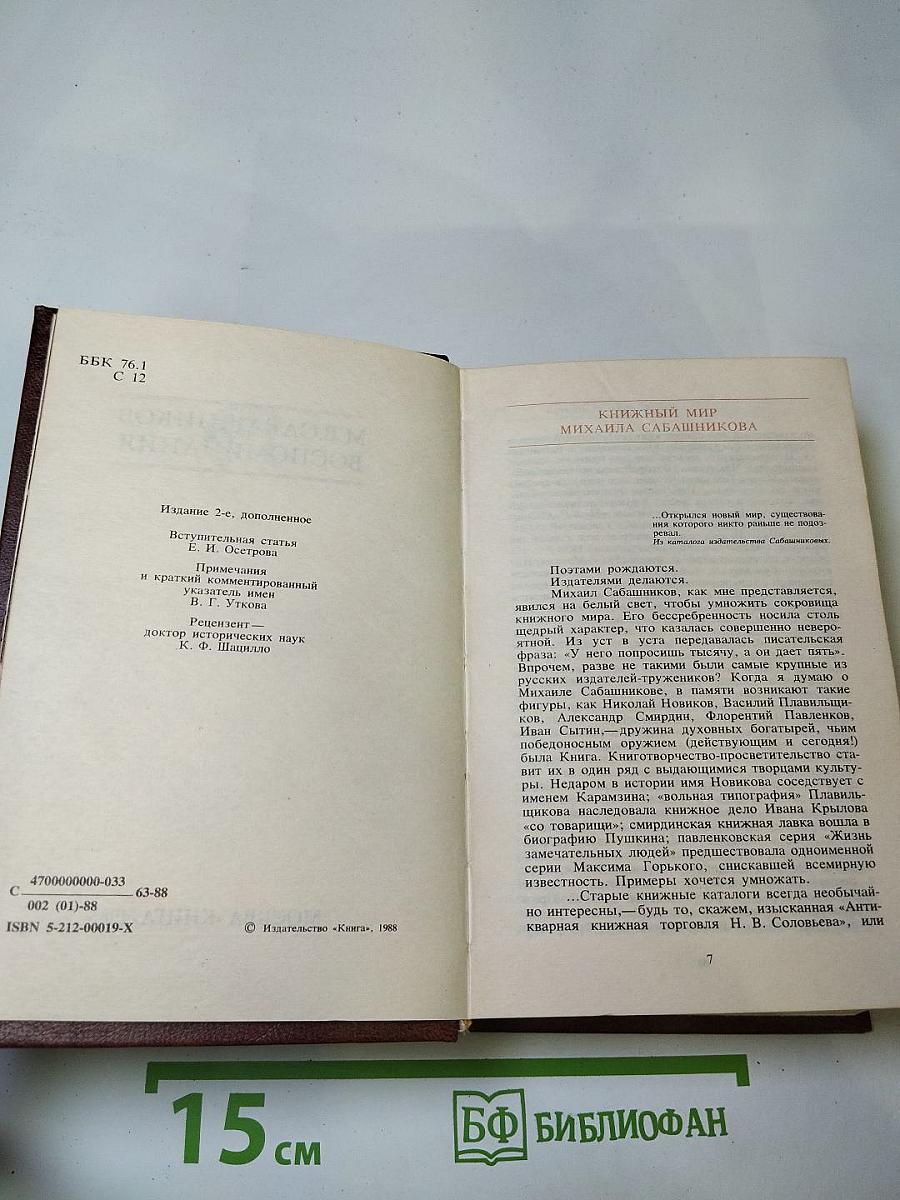 ББК 76.1
С 12
Издание 2-е, дополненное
Вступительная статья
Е. И. Осетрова
Примечания
и краткий комментированный
указатель имен
В. Г. Уткова
Рецензент—
доктор исторических наук
К. Ф. Шацилло
4700000000-033
С 63-88
002 (01)-88
ISBN 5-212-00019-X
© Издательство «Книга», 1988
КНИЖНЫЙ МИР
МИХАИЛА САБАШНИКОВА
...Открылся новый мир, существова-
ния которого никто раньше не подоз-
ревал.
Из каталога издательства Сабашниковых.
Поэтами рождаются.
Издателями делаются.
Михаил Сабашников, как мне представляется,
явился на белый свет, чтобы умножить сокровища
книжного мира. Его бессребренность носила столь
щедрый характер, что казалась совершенно неверо-
ятной. Из уст в уста передавалась писательская
фраза: «У него попросишь тысячу, а он дает пять».
Впрочем, разве не такими были самые крупные из
русских издателей-тружеников? Когда я думаю о
Михаиле Сабашникове, в памяти возникают такие
фигуры, как Николай Новиков, Василий Плавильщи-
ков, Александр Смирдин, Флорентий Павленков,
Иван Сытин,— дружина духовных богатырей, чьим
победоносным оружием (действующим и сегодня!)
была Книга. Книготворчество-просветительство ста-
вит их в один ряд с выдающимися творцами культу-
ры. Недаром в истории имя Новикова соседствует с
именем Карамзина; «вольная типография» Плавиль-
щикова наследовала книжное дело Ивана Крылова
«со товарищи»; смирдинская книжная лавка вошла в
биографию Пушкина; павленковская серия «Жизнь
замечательных людей» предшествовала одноименной
серии Максима Горького, снискавшей всемирную
известность. Примеры хочется умножать.
...Старые книжные каталоги всегда необычай-
но интересны,— будь то, скажем, изысканная «Анти-
кварная книжная торговля Н. В. Соловьева», или
7
15 см
БФ БИБЛИОФАН